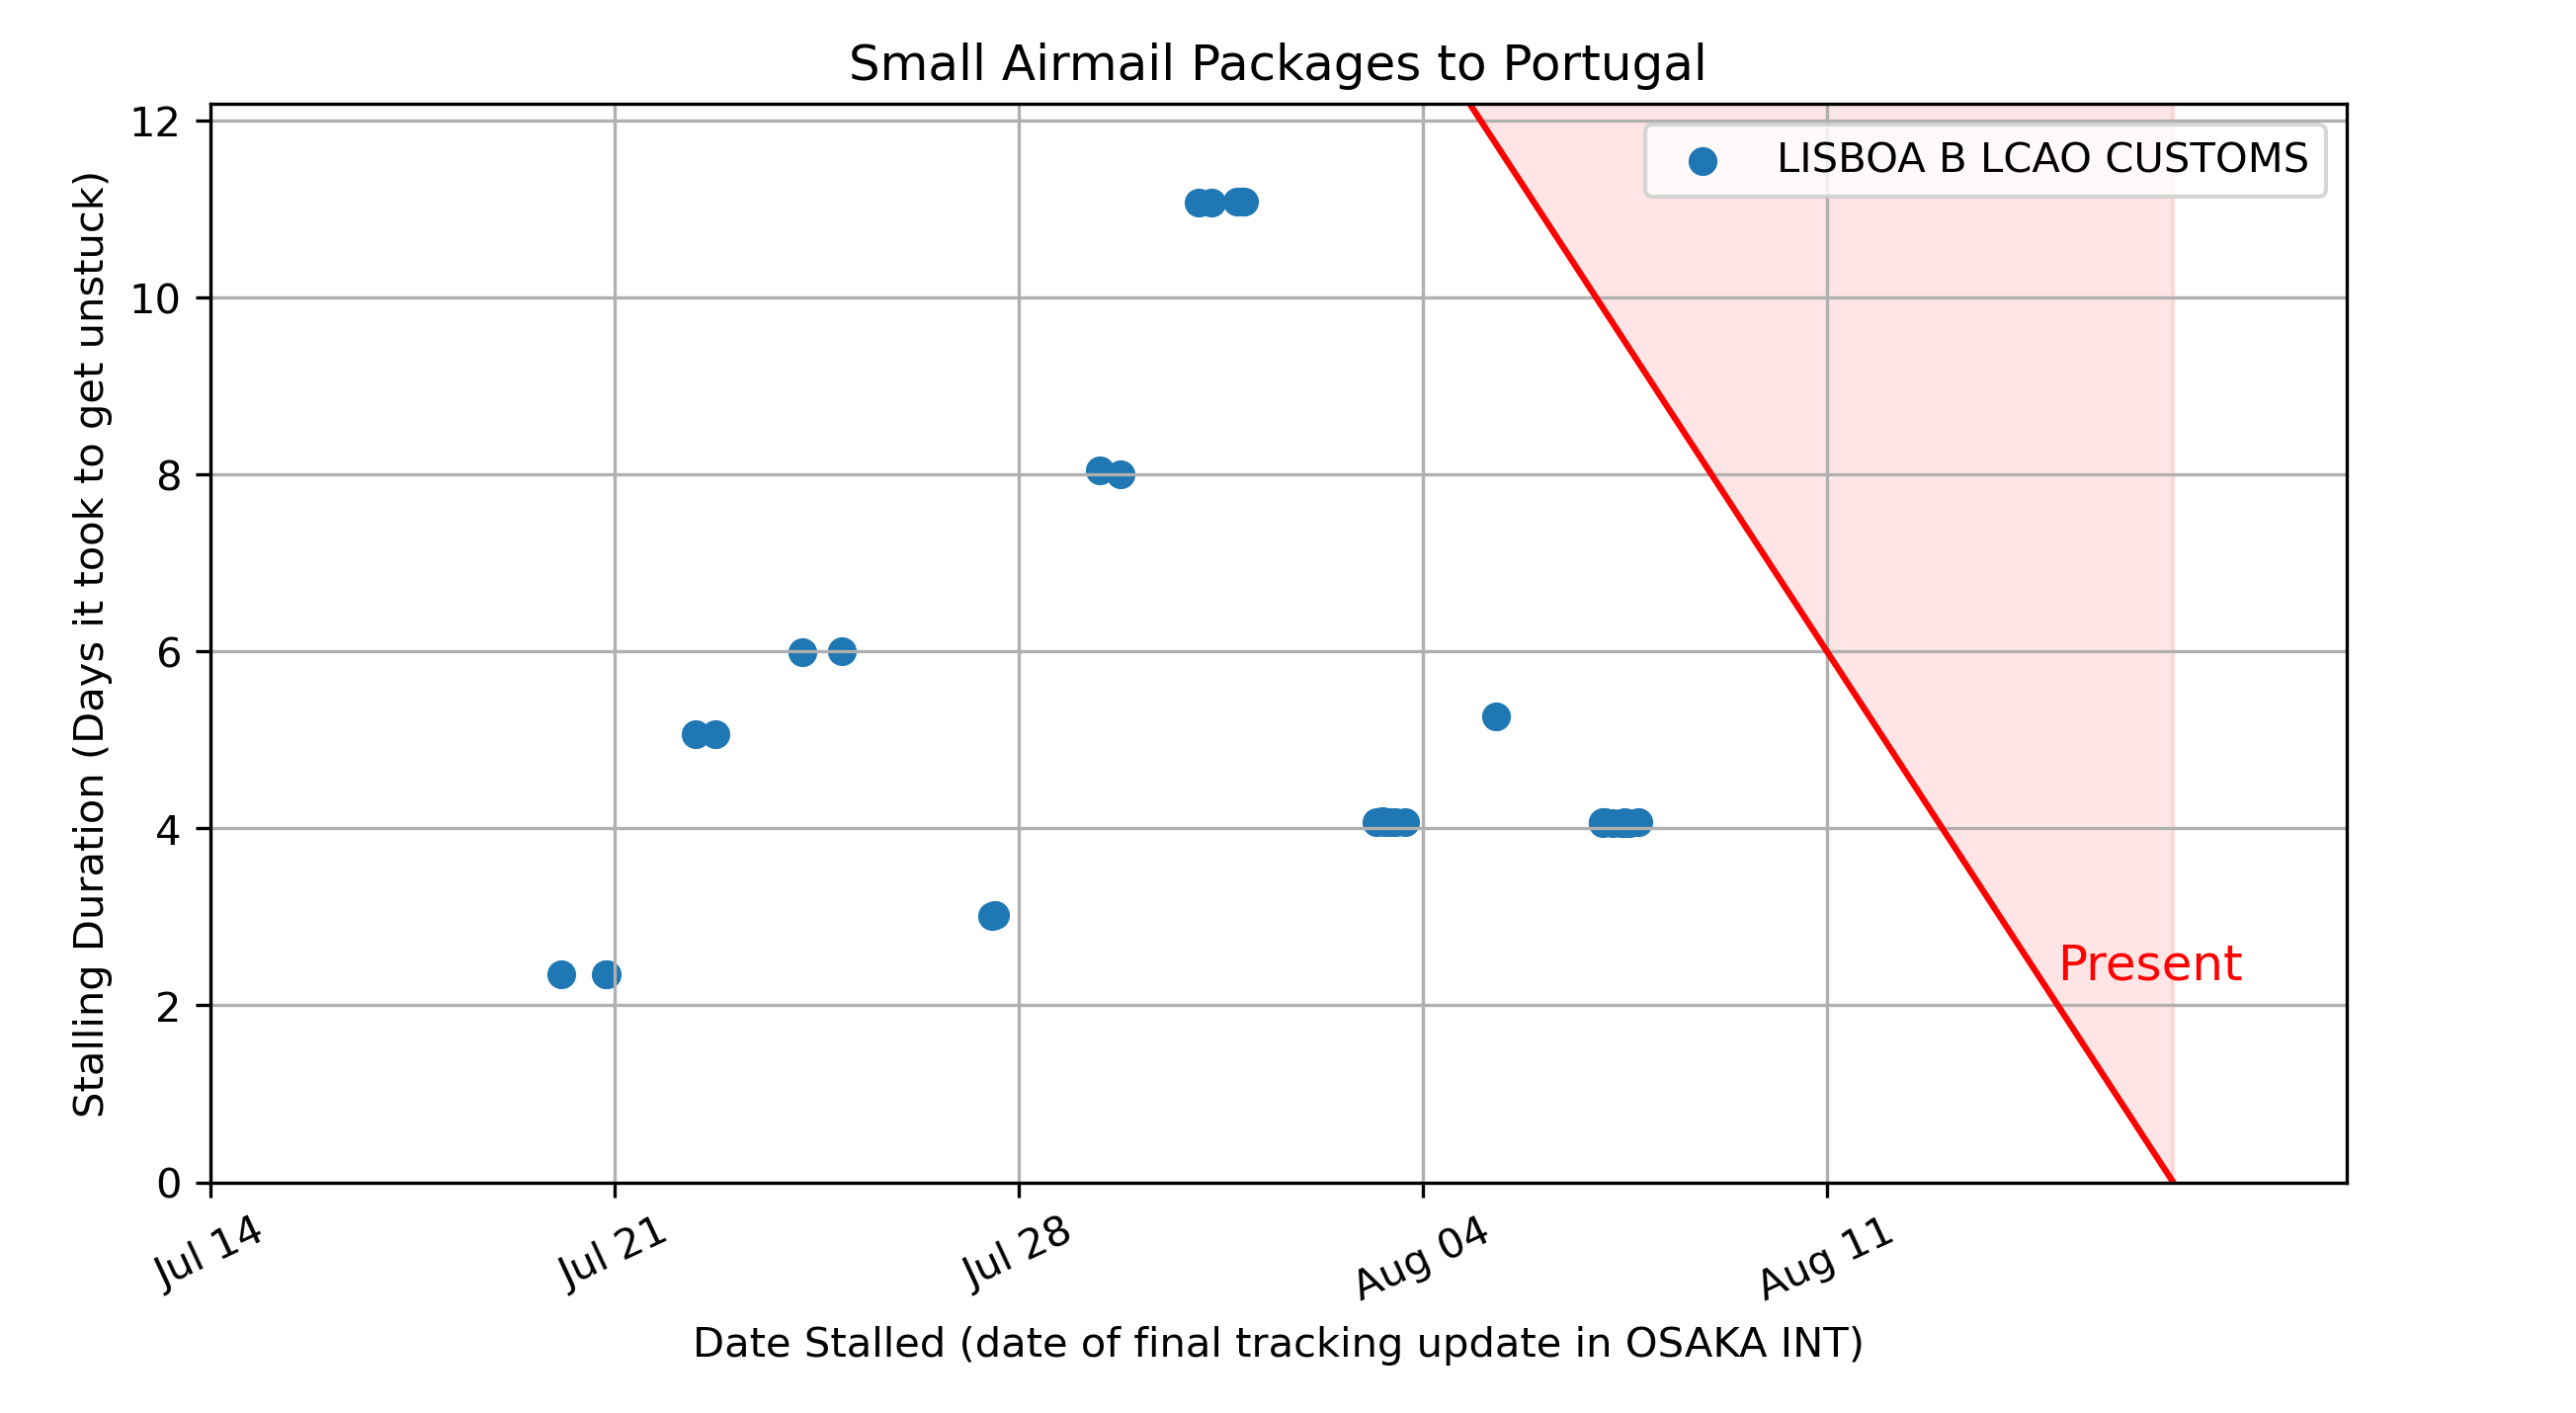 Small Airmail Packages to Portugal
LISBOA B LCAO CUSTOMS
Stalling Duration (Days it took to get unstuck)
12
10
8
6
4
2
0
Present
Jul 14
Jul 21
Jul 28
Aug 04
Aug 11
Date Stalled (date of final tracking update in OSAKA INT)